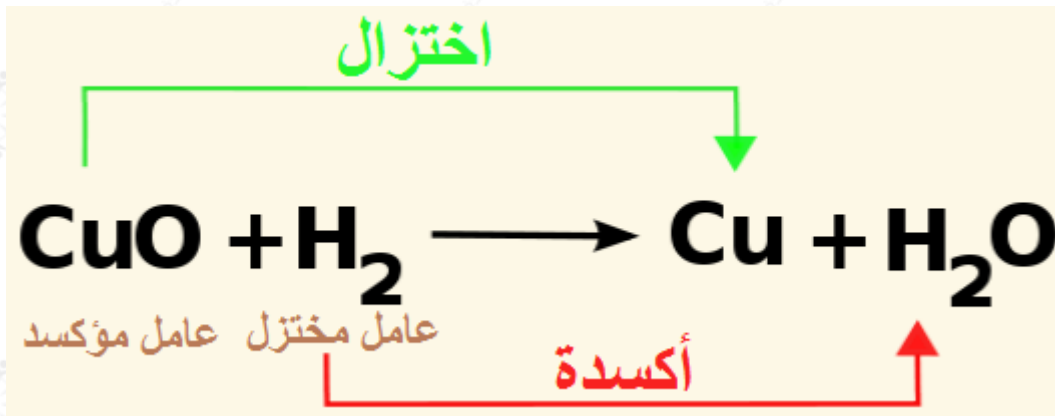 اختزال
CuO + H₂ → Cu + H₂O
عامل مؤكسد عامل مختزل
أكسدة